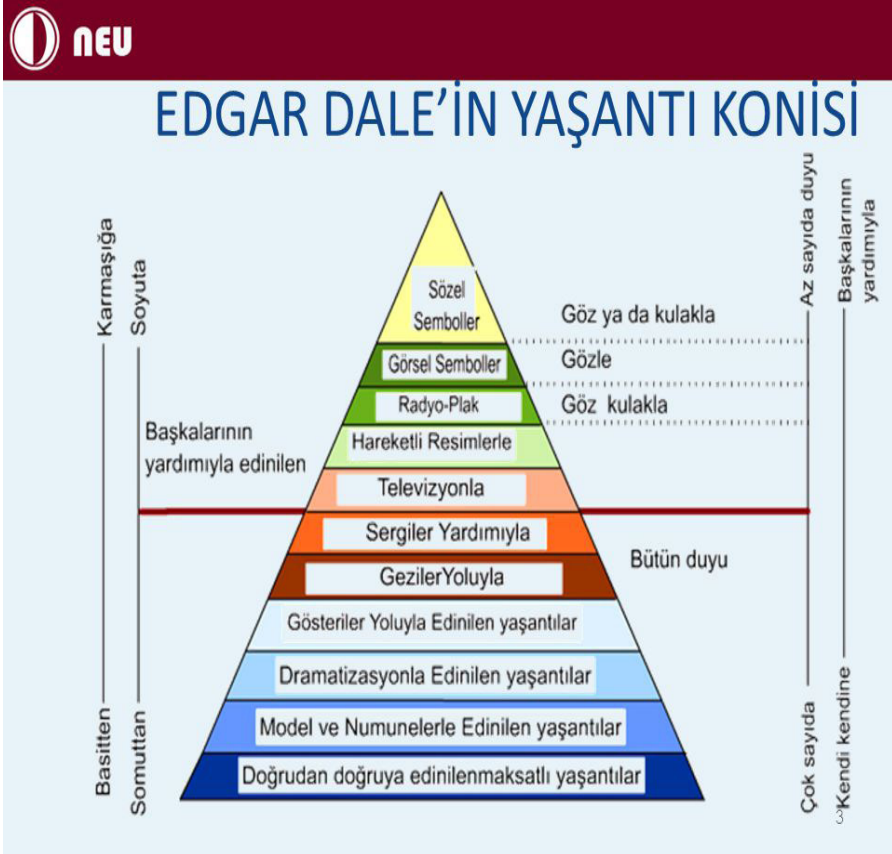 NEU
EDGAR DALE’İN YAŞANTI KONİSİ
Karmaşığa
Soyuta
Az sayıda duyu
Başkalarının
yardımıyla
Sözel
Semboller
Göz ya da kulakla
Görsel Semboller
Gözle
Radyo-Plak
Göz kulakla
Başkalarının
yardımıyla edinilen
Hareketli Resimlerle
Televizyonla
Sergiler Yardımıyla
Bütün duyu
GezilerYoluyla
Gösteriler Yoluyla Edinilen yaşantılar
Dramatizasyonla Edinilen yaşantılar
Model ve Numunelerle Edinilen yaşantılar
Doğrudan doğruya edinilenmaksatlı yaşantılar
Basitten
Somuttan
Çok sayıda
Kendi kendine
3